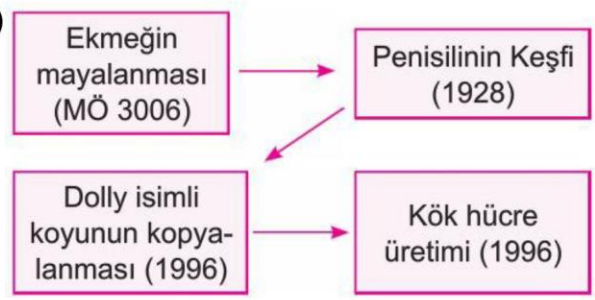 )
Ekmeğin
mayalanması
(MÖ 3006)
Penisilinin Keşfi
(1928)
Dolly isimli
koyunun kopya-
lanması (1996)
Kök hücre
üretimi (1996)